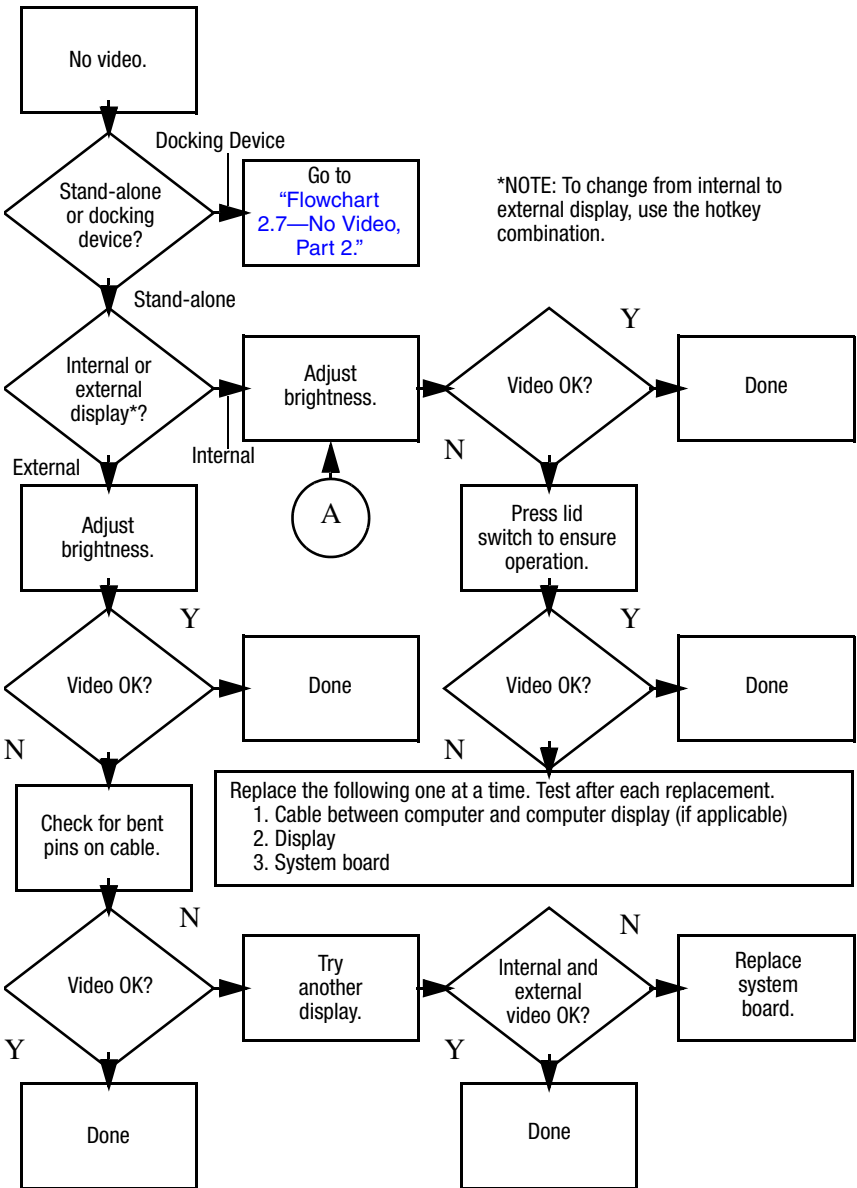 No video.
Docking Device
Stand-alone
or docking
device?
Go to
“Flowchart
2.7—No Video,
Part 2.”
*NOTE: To change from internal to
external display, use the hotkey
combination.
Stand-alone
Internal or
external
display*?
Internal
External
Adjust
brightness.
Video OK?
Y
Done
N
A
Adjust
brightness.
Press lid
switch to ensure
operation.
Video OK?
Y
Done
N
Video OK?
Y
Done
N
Check for bent
pins on cable.
Replace the following one at a time. Test after each replacement.
1. Cable between computer and computer display (if applicable)
2. Display
3. System board
Video OK?
N
Try
another
display.
Internal and
external
video OK?
N
Replace
system
board.
Y
Done
Y
Done